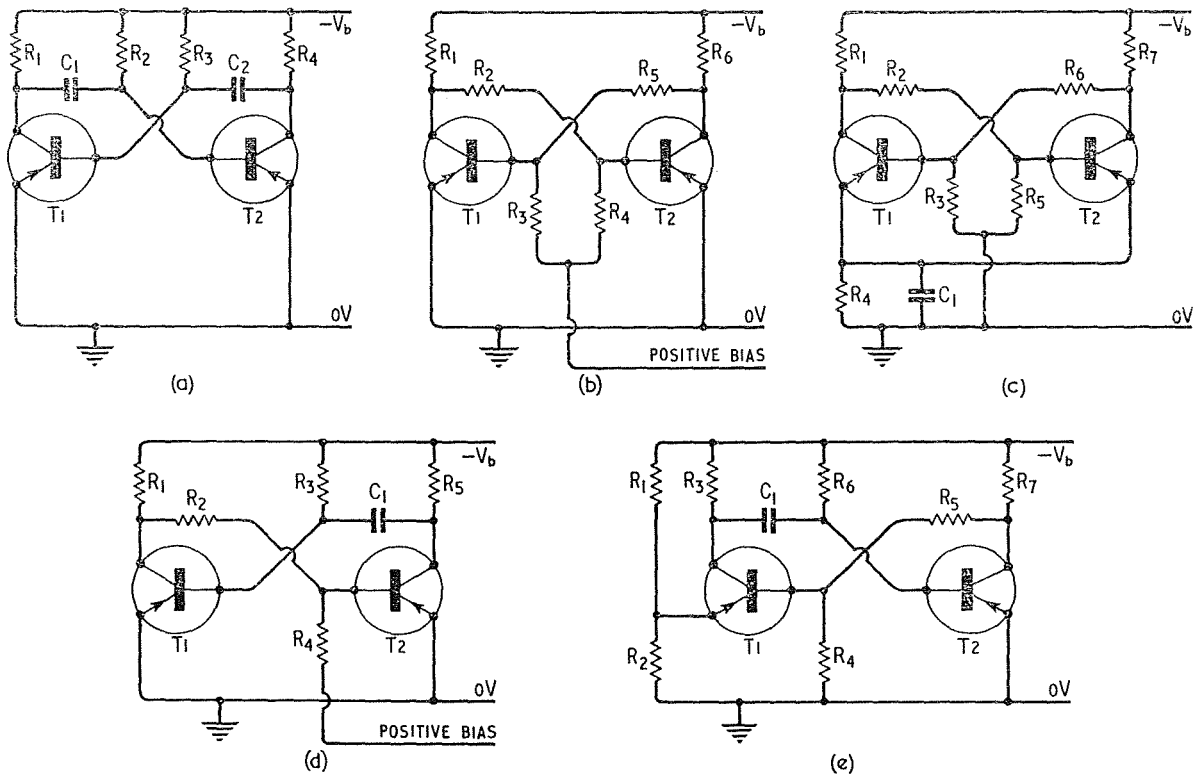 −Vb
R1
C1
R2
R3
C2
R4
T1
T2
0V
(a)
−Vb
R1
R2
R5
R6
T1
R3
R4
T2
0V
POSITIVE BIAS
(b)
−Vb
R1
R2
R6
R7
T1
R3
R5
T2
R4
C1
0V
(c)
−Vb
R1
R2
R3
C1
R5
T1
R4
T2
0V
POSITIVE BIAS
(d)
−Vb
R1
R3
C1
R6
R5
R7
T1
T2
R2
R4
0V
(e)